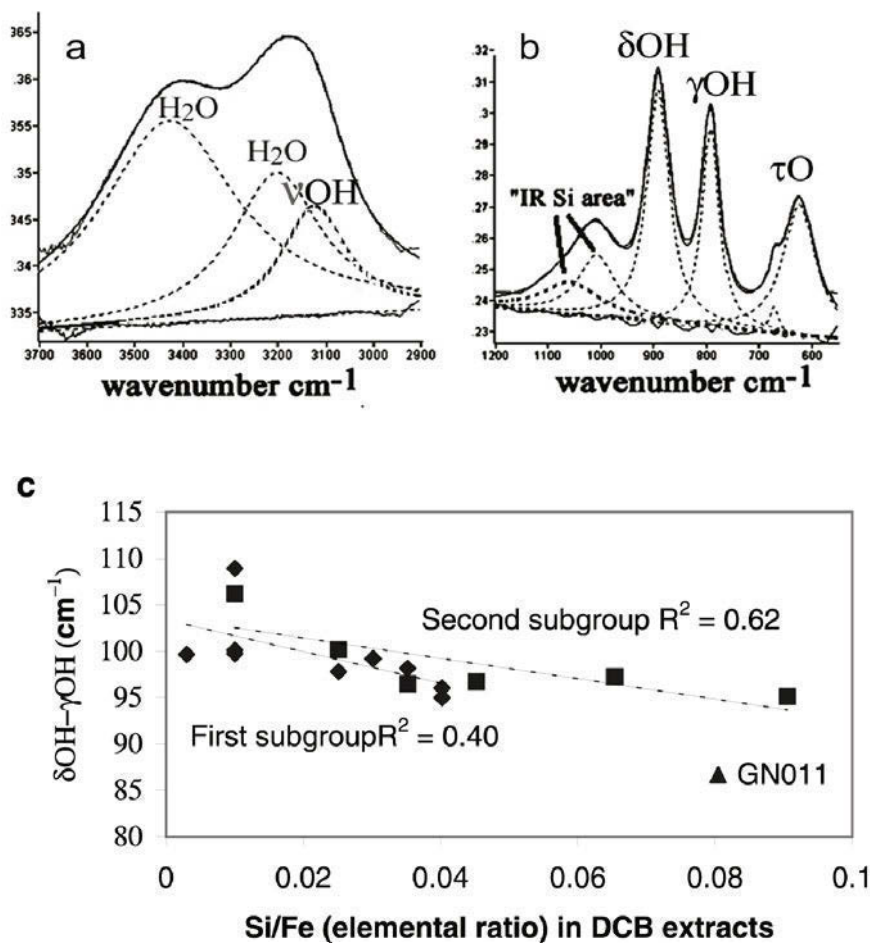 a
365
.36
355
.35
345
.34
335
H2O
H2O
νOH
3700 3600 3500 3400 3300 3200 3100 3000 2900
wavenumber cm-1
b
.32
.31
.3
.29
.28
.27
.26
.25
.24
.23
δOH
γOH
τO
"IR Si area"
1200 1100 1000 900 800 700 600
wavenumber cm-1
c
115
110
105
100
95
90
85
80
δOH–γOH (cm−1)
Second subgroup R2 = 0.62
First subgroupR2 = 0.40
GN011
0 0.02 0.04 0.06 0.08 0.1
Si/Fe (elemental ratio) in DCB extracts